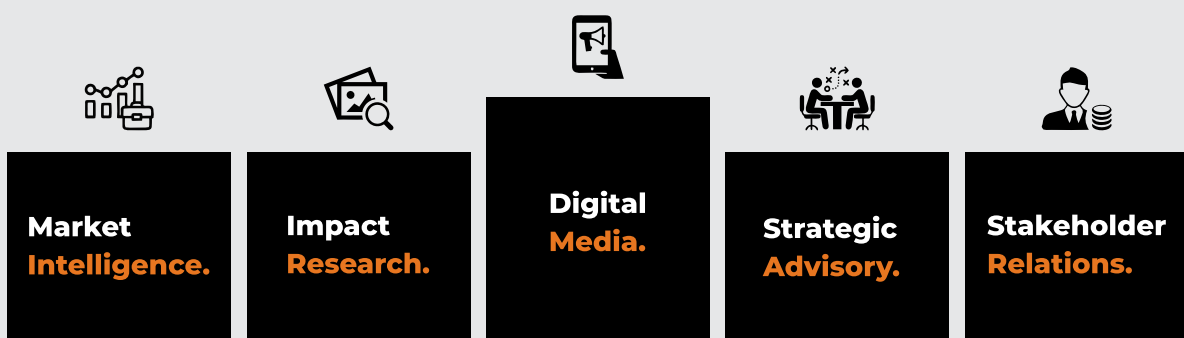 Market
Intelligence.
Impact
Research.
Digital
Media.
Strategic
Advisory.
Stakeholder
Relations.